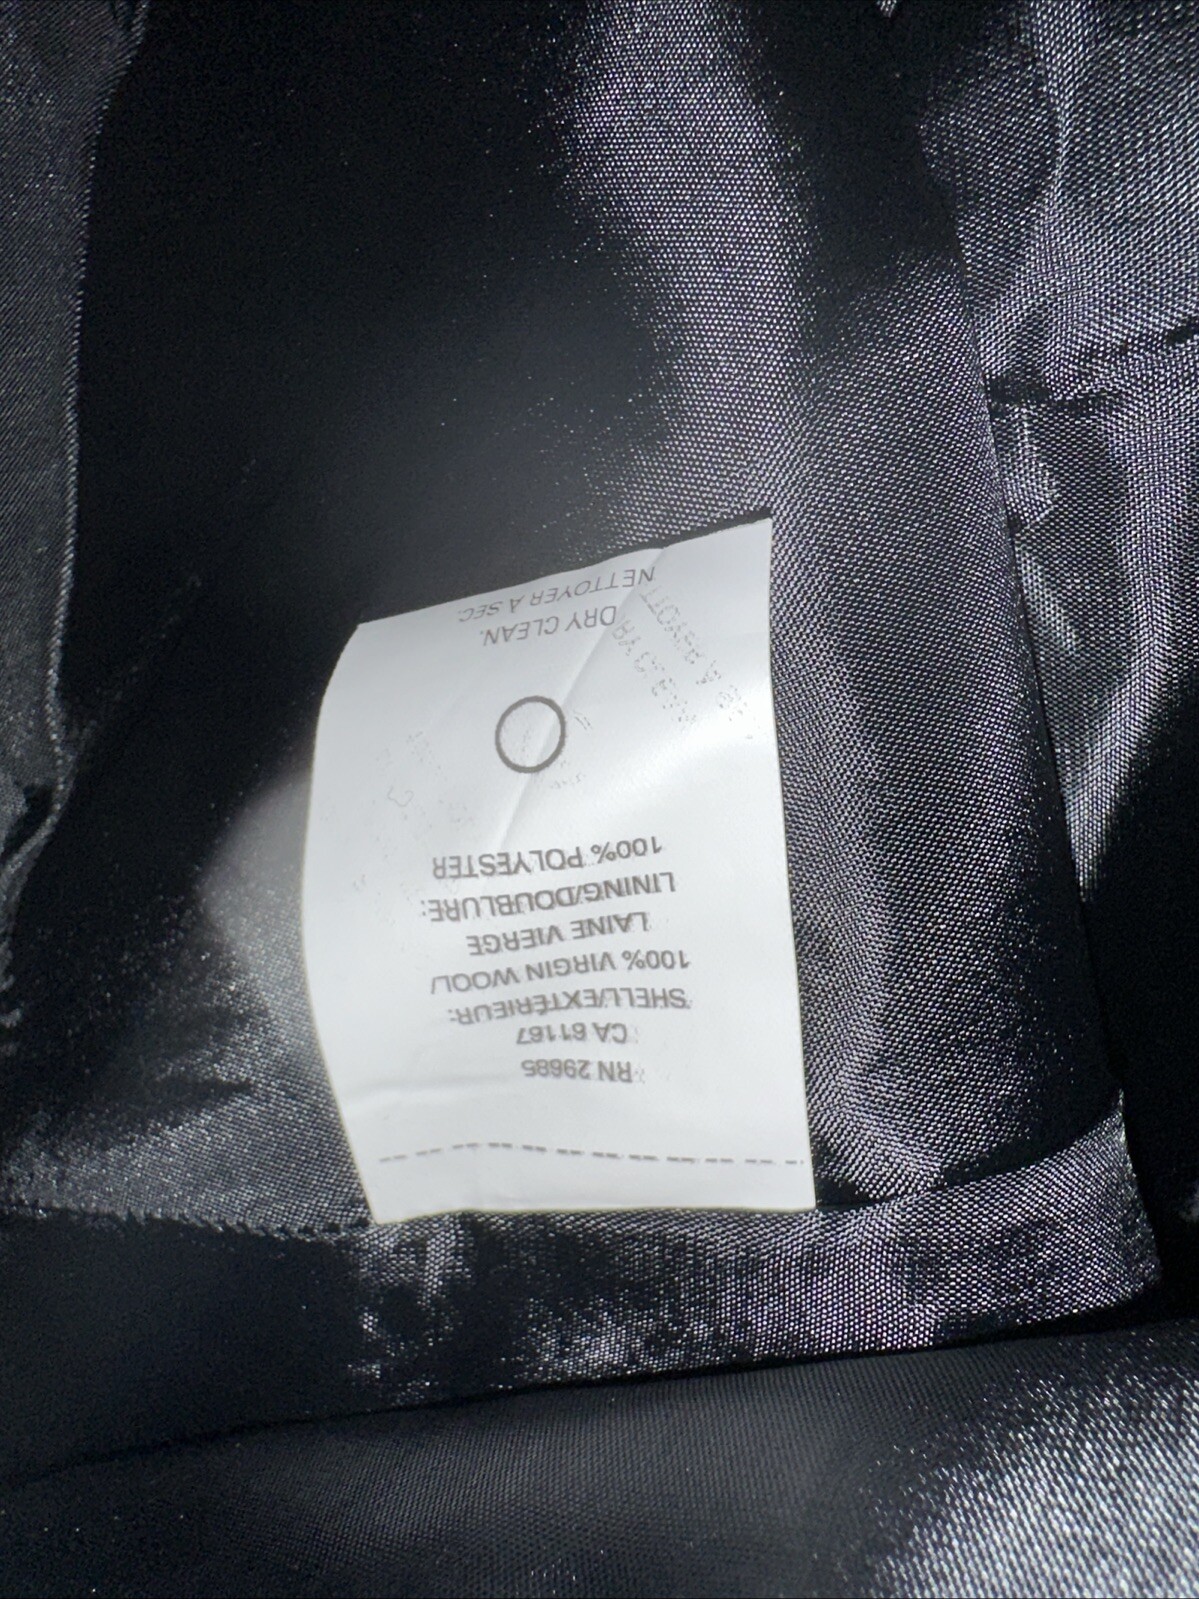 RN 29685
CA 61167
SHELL/EXTÉRIEUR:
100% VIRGIN WOOL/
LAINE VIERGE
LINING/DOUBLURE:
100% POLYESTER
DRY CLEAN.
NETTOYER À SEC.